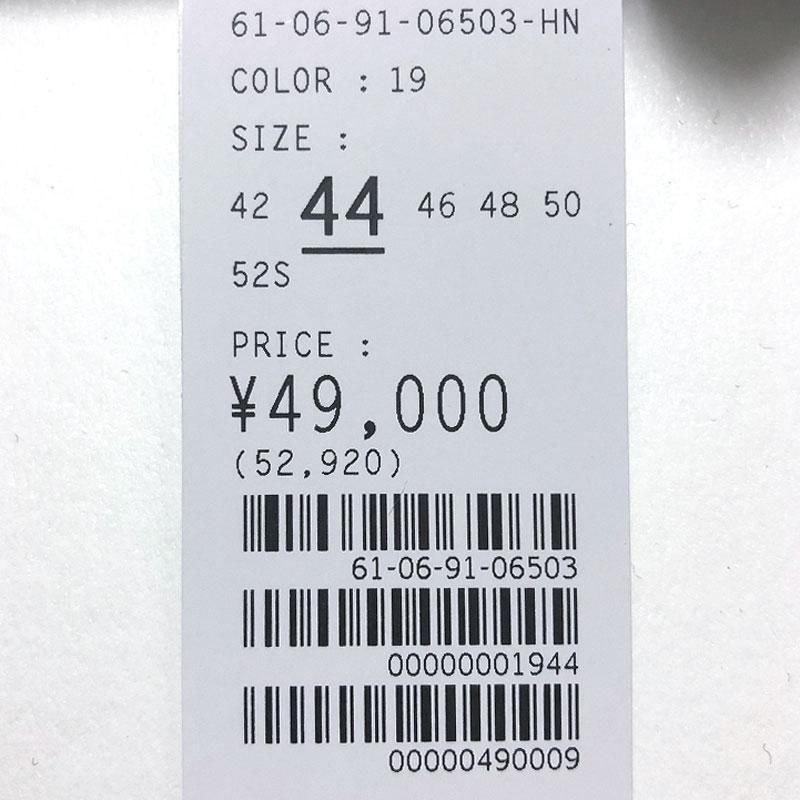 61-06-91-06503-HN
COLOR : 19
SIZE :
42 44 46 48 50
52S
PRICE :
¥49,000
(52,920)
61-06-91-06503
00000001944
00000490009